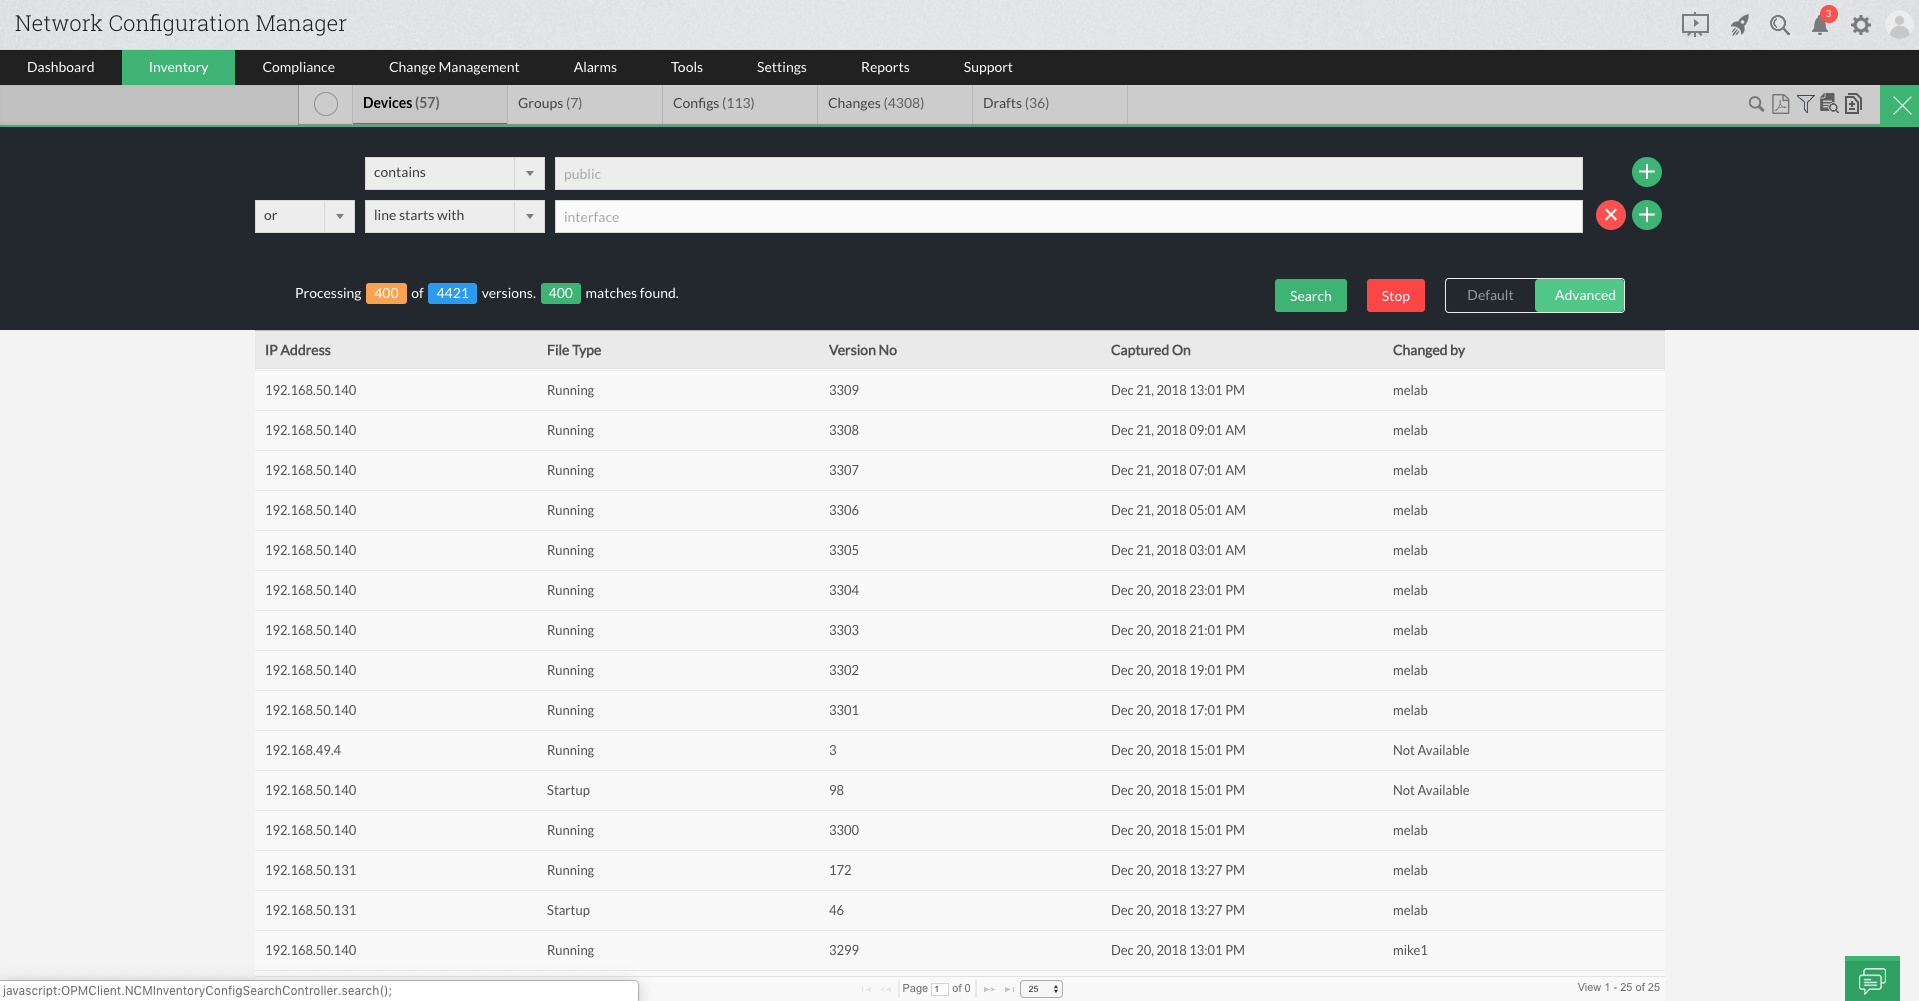 Network Configuration Manager
3
Dashboard Inventory Compliance Change Management Alarms Tools Settings Reports Support
Devices (57) Groups (7) Configs (113) Changes (4308) Drafts (36)
contains public
or line starts with interface
Processing 400 of 4421 versions. 400 matches found. Search Stop Default Advanced
IP Address File Type Version No Captured On Changed by
192.168.50.140 Running 3309 Dec 21, 2018 13:01 PM melab
192.168.50.140 Running 3308 Dec 21, 2018 09:01 AM melab
192.168.50.140 Running 3307 Dec 21, 2018 07:01 AM melab
192.168.50.140 Running 3306 Dec 21, 2018 05:01 AM melab
192.168.50.140 Running 3305 Dec 21, 2018 03:01 AM melab
192.168.50.140 Running 3304 Dec 20, 2018 23:01 PM melab
192.168.50.140 Running 3303 Dec 20, 2018 21:01 PM melab
192.168.50.140 Running 3302 Dec 20, 2018 19:01 PM melab
192.168.50.140 Running 3301 Dec 20, 2018 17:01 PM melab
192.168.49.4 Running 3 Dec 20, 2018 15:01 PM Not Available
192.168.50.140 Startup 98 Dec 20, 2018 15:01 PM Not Available
192.168.50.140 Running 3300 Dec 20, 2018 15:01 PM melab
192.168.50.131 Running 172 Dec 20, 2018 13:27 PM melab
192.168.50.131 Startup 46 Dec 20, 2018 13:27 PM melab
192.168.50.140 Running 3299 Dec 20, 2018 13:01 PM mike1
javascript:OPMClient.NCMInventoryConfigSearchController.search(); Page 1 of 0 25 View 1 - 25 of 25